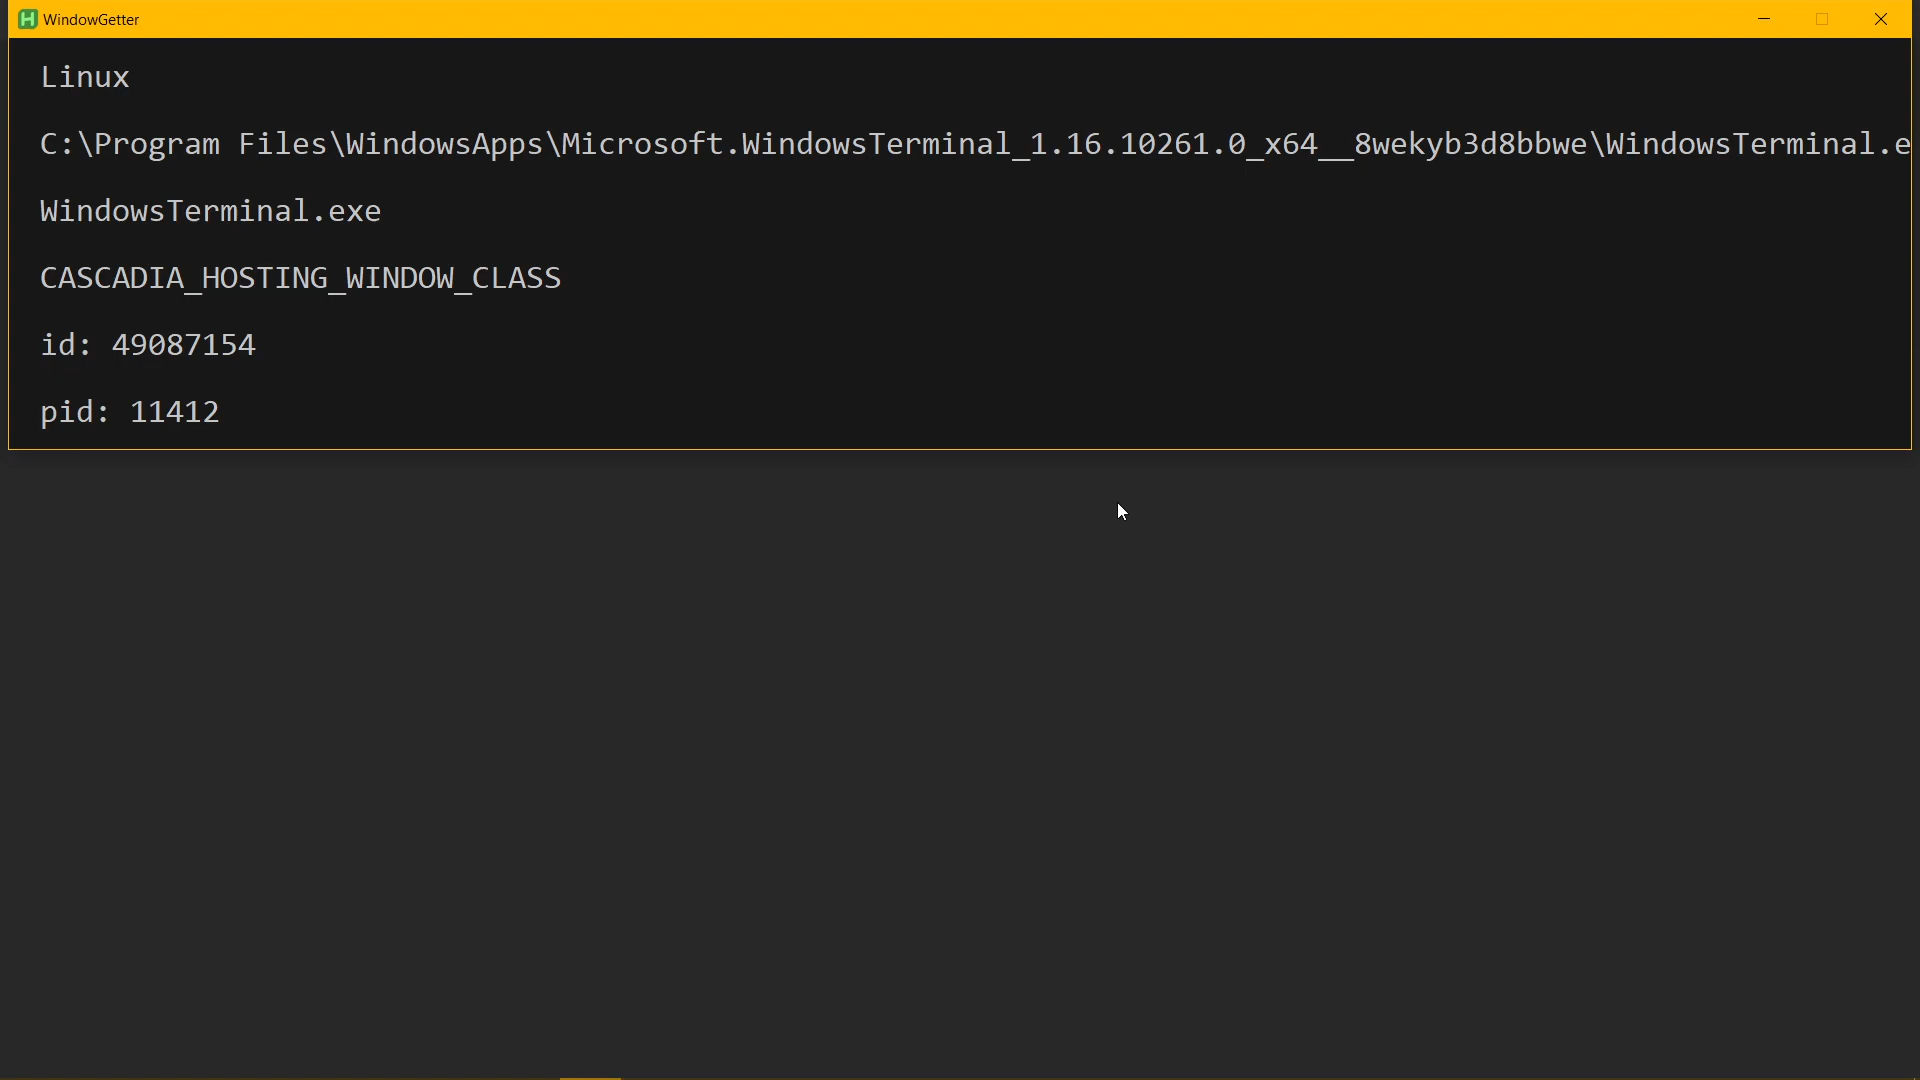 WindowGetter
Linux
C:\Program Files\WindowsApps\Microsoft.WindowsTerminal_1.16.10261.0_x64__8wekyb3d8bbwe\WindowsTerminal.e
WindowsTerminal.exe
CASCADIA_HOSTING_WINDOW_CLASS
id: 49087154
pid: 11412